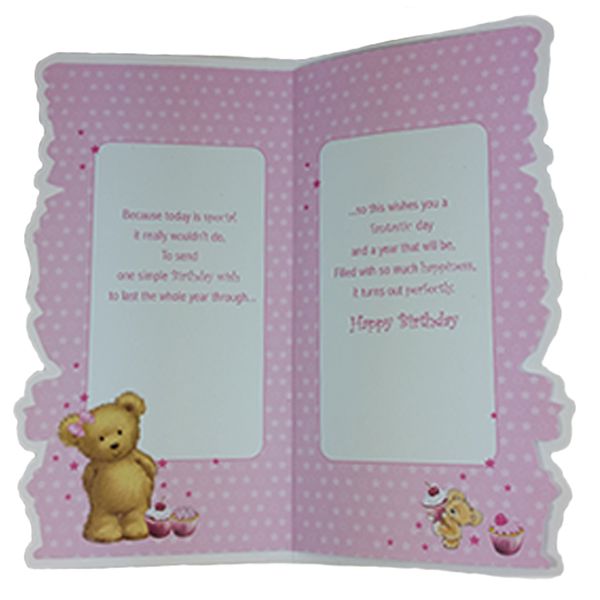 Because today is special
it really wouldn't do,
To send
one simple Birthday wish
to last the whole year through...
...so this wishes you a
fantastic day
and a year that will be,
Filled with so much happiness,
it turns out perfectly.
Happy Birthday